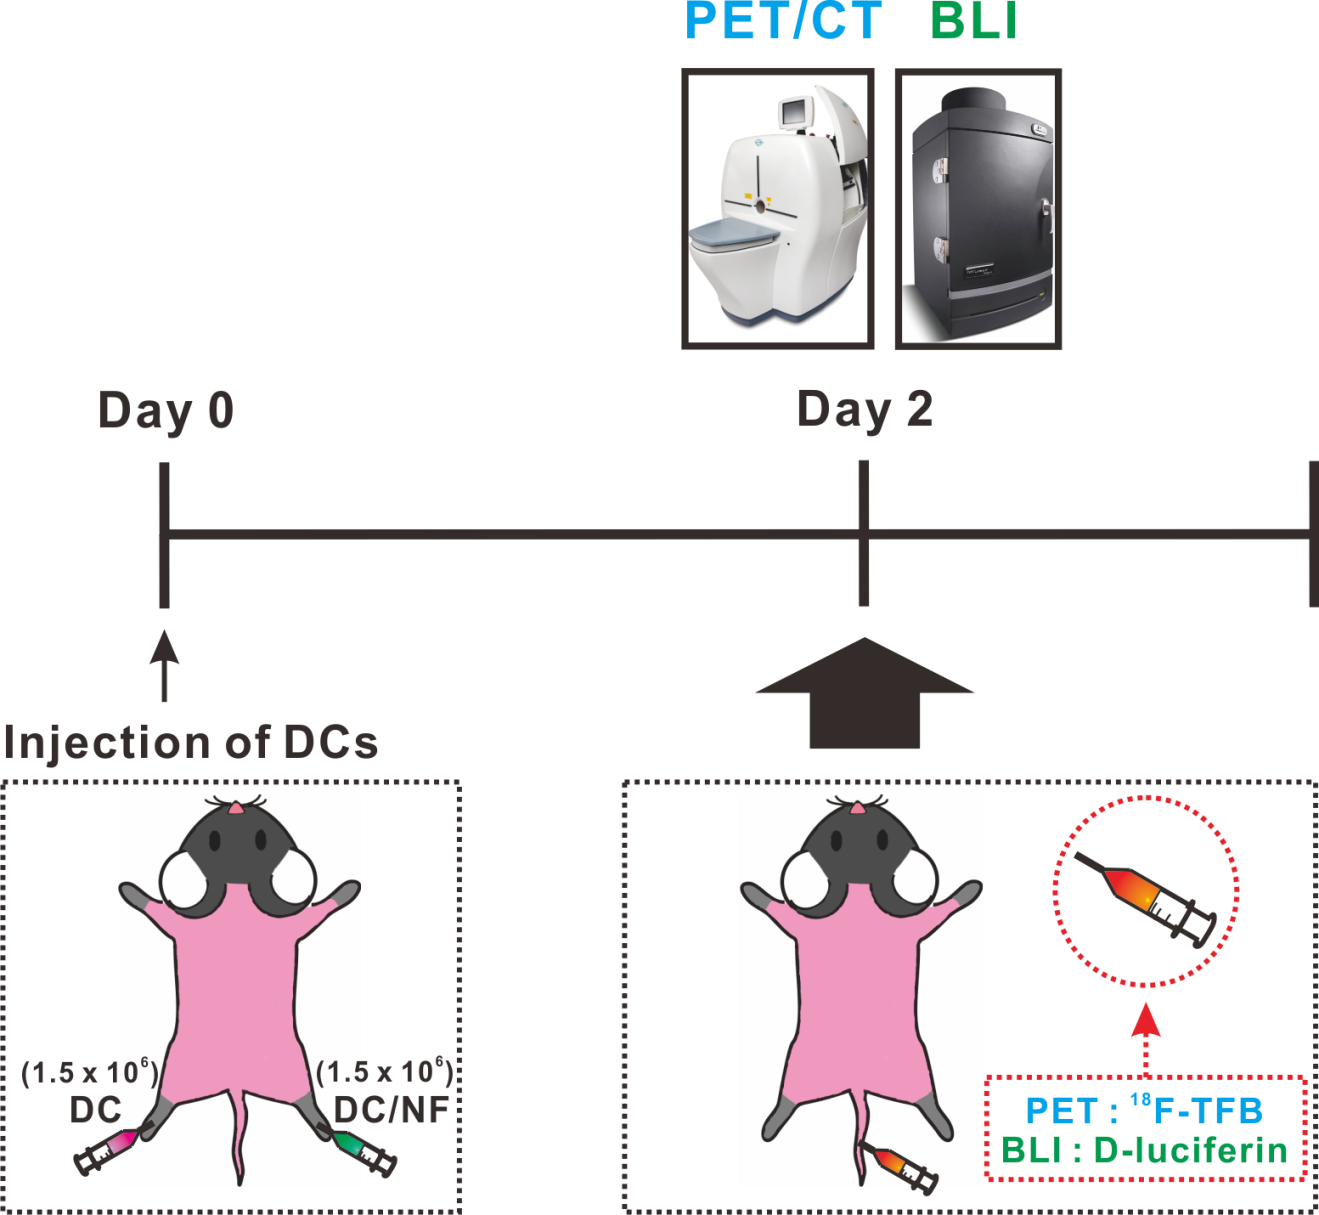 PET/CT BLI
Day 0 Day 2
Injection of DCs
(1.5 x 10⁶) (1.5 x 10⁶)
DC DC/NF
PET : ¹⁸F-TFB
BLI : D-luciferin